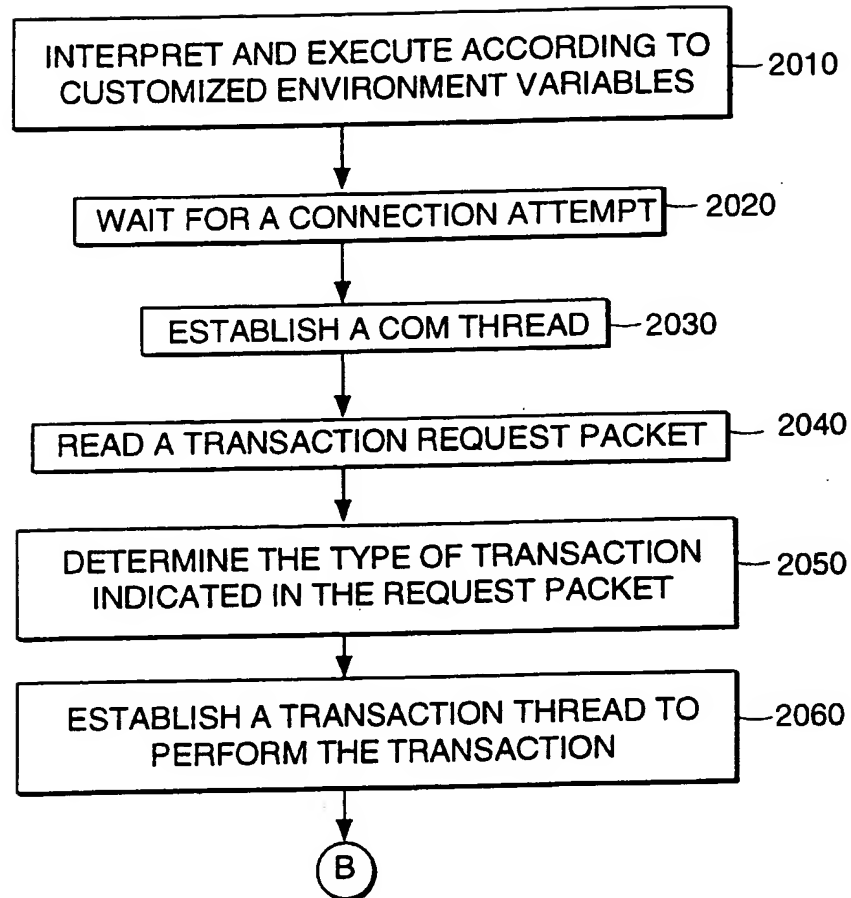 INTERPRET AND EXECUTE ACCORDING TO
CUSTOMIZED ENVIRONMENT VARIABLES
2010
WAIT FOR A CONNECTION ATTEMPT
2020
ESTABLISH A COM THREAD
2030
READ A TRANSACTION REQUEST PACKET
2040
DETERMINE THE TYPE OF TRANSACTION
INDICATED IN THE REQUEST PACKET
2050
ESTABLISH A TRANSACTION THREAD TO
PERFORM THE TRANSACTION
2060
B